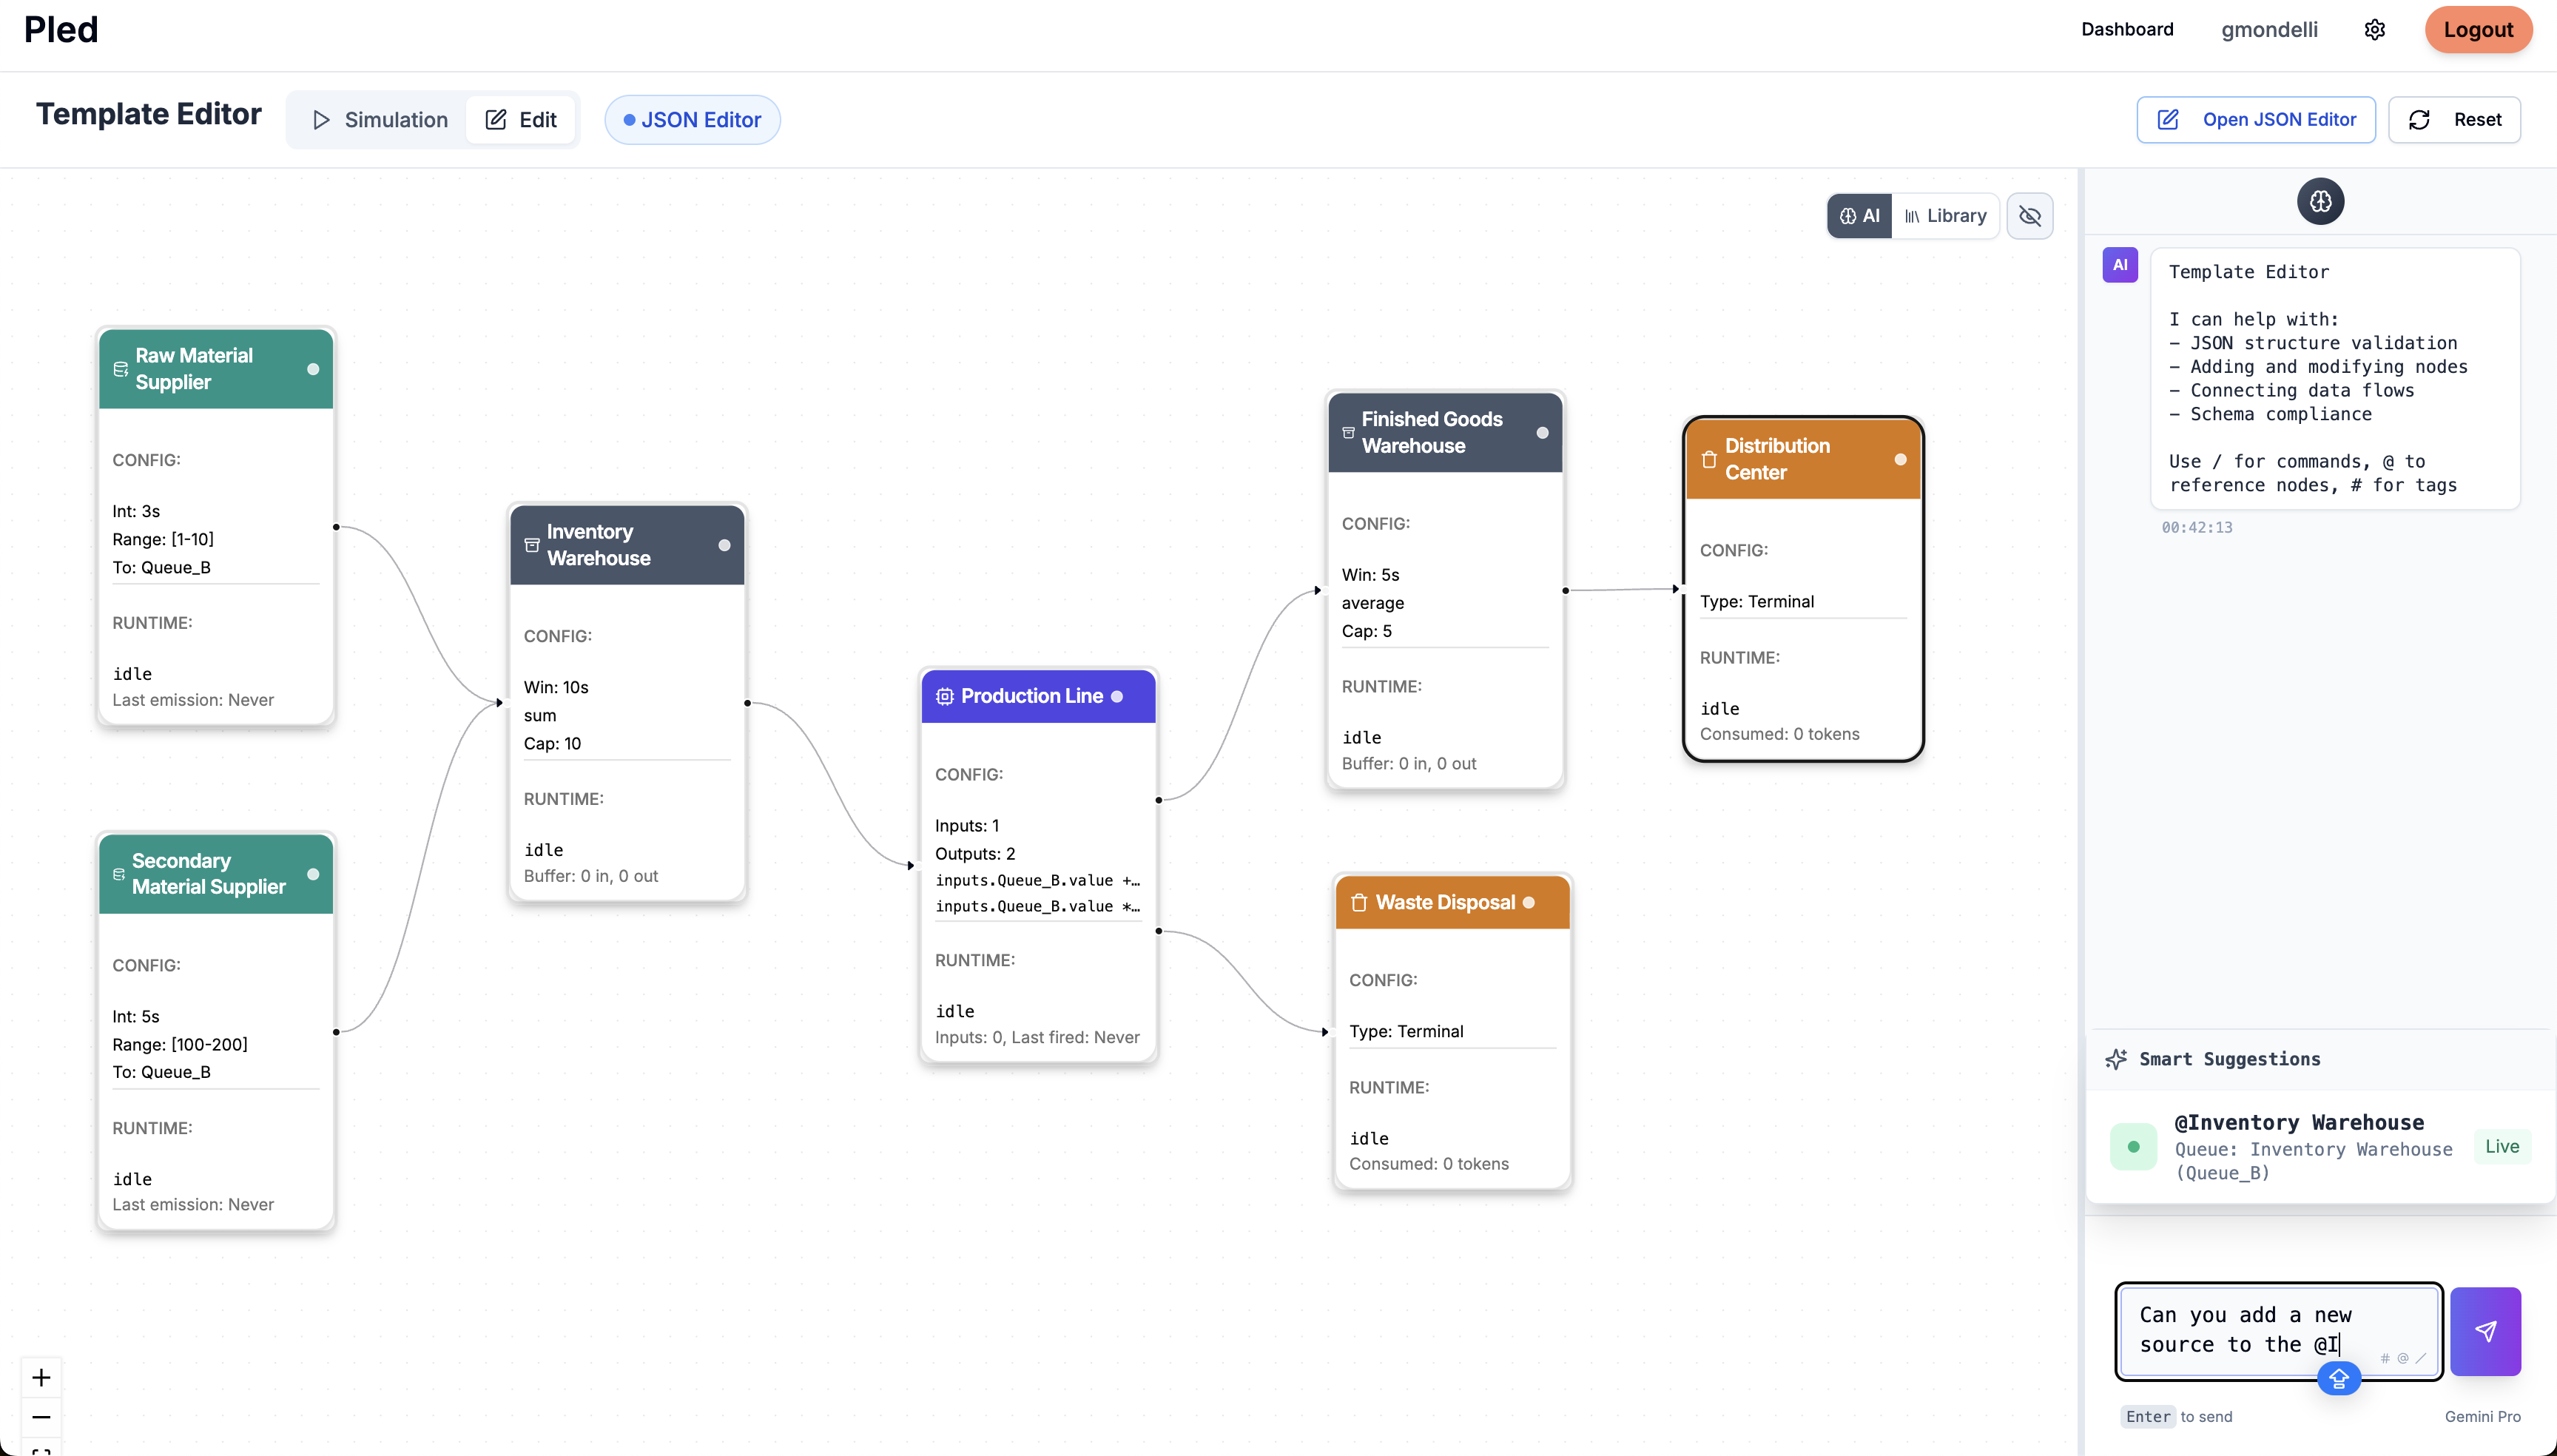 Pled
Dashboard
gmondelli
Logout
Template Editor
Simulation
Edit
JSON Editor
Open JSON Editor
Reset
AI
Library
Raw Material
Supplier
CONFIG:
Int: 3s
Range: [1-10]
To: Queue_B
RUNTIME:
idle
Last emission: Never
Secondary
Material Supplier
CONFIG:
Int: 5s
Range: [100-200]
To: Queue_B
RUNTIME:
idle
Last emission: Never
Inventory
Warehouse
CONFIG:
Win: 10s
sum
Cap: 10
RUNTIME:
idle
Buffer: 0 in, 0 out
Production Line
CONFIG:
Inputs: 1
Outputs: 2
inputs.Queue_B.value +…
inputs.Queue_B.value *…
RUNTIME:
idle
Inputs: 0, Last fired: Never
Finished Goods
Warehouse
CONFIG:
Win: 5s
average
Cap: 5
RUNTIME:
idle
Buffer: 0 in, 0 out
Distribution
Center
CONFIG:
Type: Terminal
RUNTIME:
idle
Consumed: 0 tokens
Waste Disposal
CONFIG:
Type: Terminal
RUNTIME:
idle
Consumed: 0 tokens
AI
Template Editor
I can help with:
– JSON structure validation
– Adding and modifying nodes
– Connecting data flows
– Schema compliance
Use / for commands, @ to
reference nodes, # for tags
00:42:13
Smart Suggestions
@Inventory Warehouse
Queue: Inventory Warehouse
(Queue_B)
Live
Can you add a new
source to the @I
# @ /
Enter to send
Gemini Pro